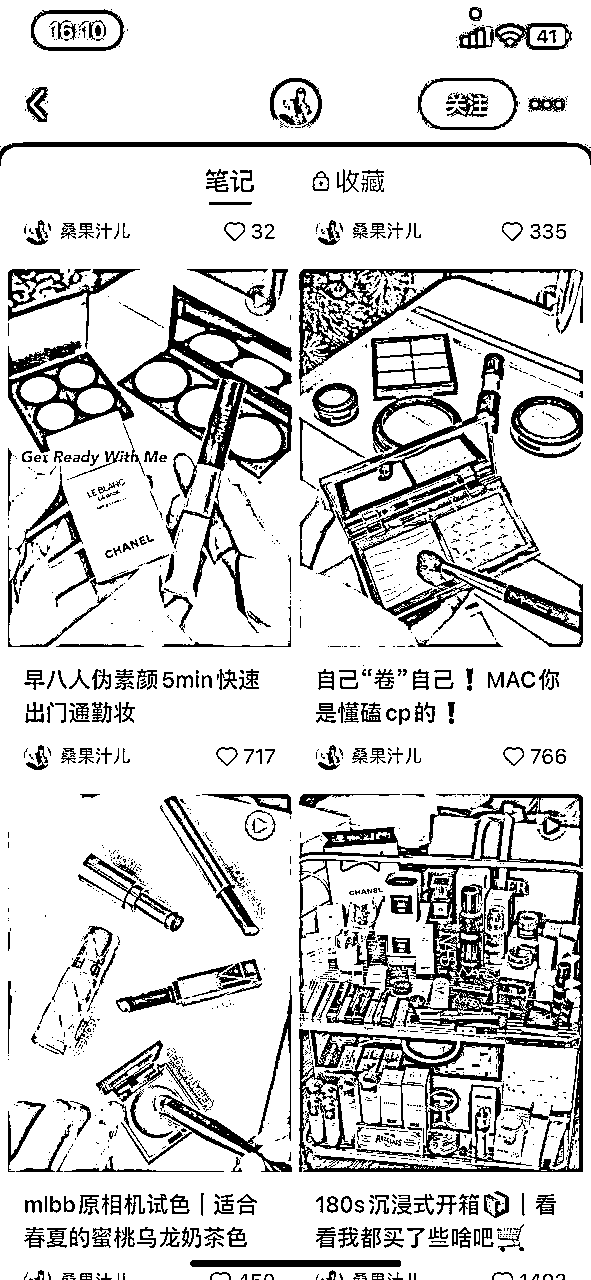 16:10
41
关注
笔记
收藏
桑果汁儿
32
桑果汁儿
335
Get Ready With Me
LE BLANC
CHANEL
早八人伪素颜5min快速
出门通勤妆
桑果汁儿
717
自己“卷”自己❗MAC你
是懂磕cp的❗
桑果汁儿
766
CHANEL
mlbb原相机试色｜适合
春夏的蜜桃乌龙奶茶色
180s沉浸式开箱📦｜看
看我都买了些啥吧🛒
桑果汁儿
桑果汁儿